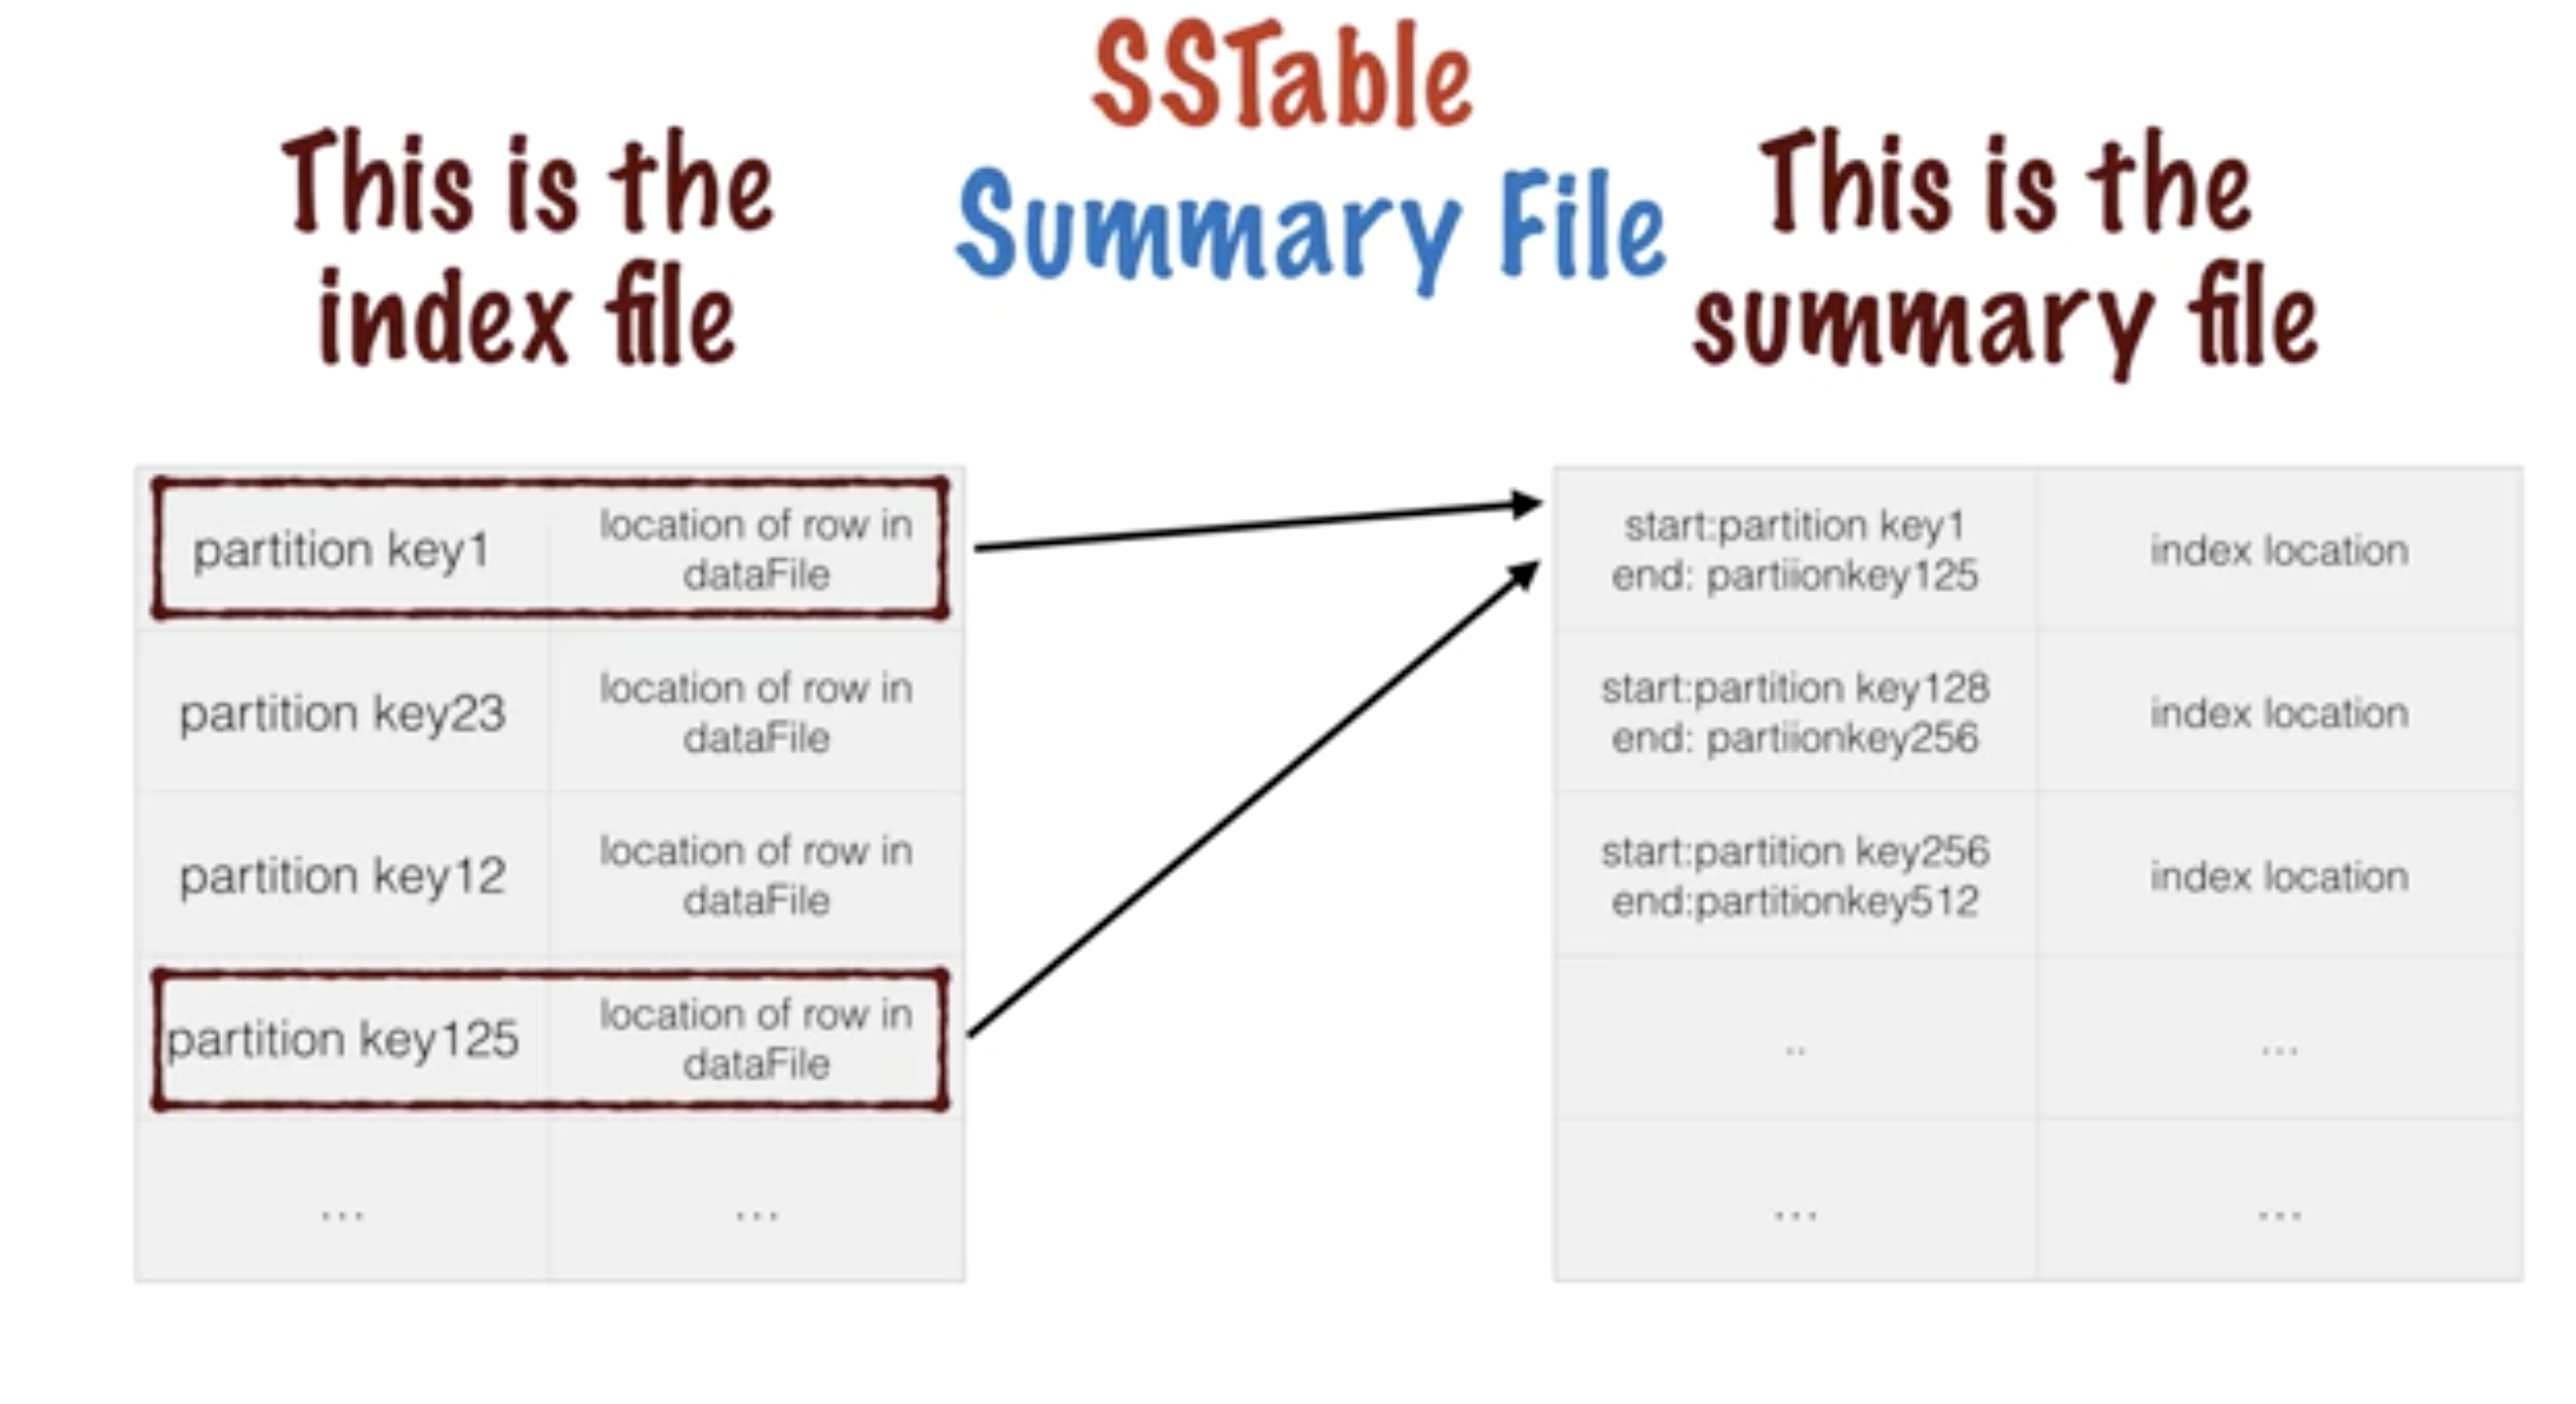 SSTable
Summary File
This is the
index file
This is the
summary file
partition key1
location of row in
dataFile
partition key23
location of row in
dataFile
partition key12
location of row in
dataFile
partition key125
location of row in
dataFile
...
...
start:partition key1
end: partiionkey125
index location
start:partition key128
end: partiionkey256
index location
start:partition key256
end:partitionkey512
index location
..
...
...
...